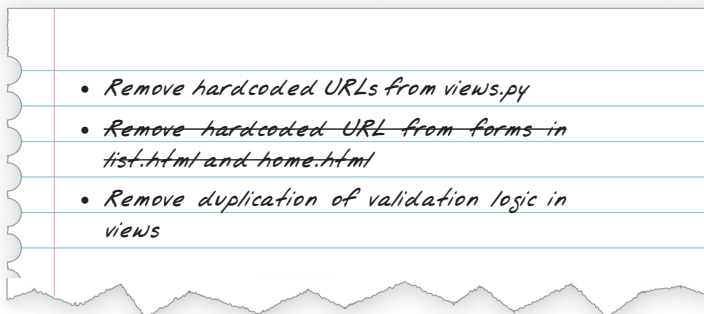 • Remove hardcoded URLs from views.py
• Remove hardcoded URL from forms in
list.html and home.html
• Remove duplication of validation logic in
views